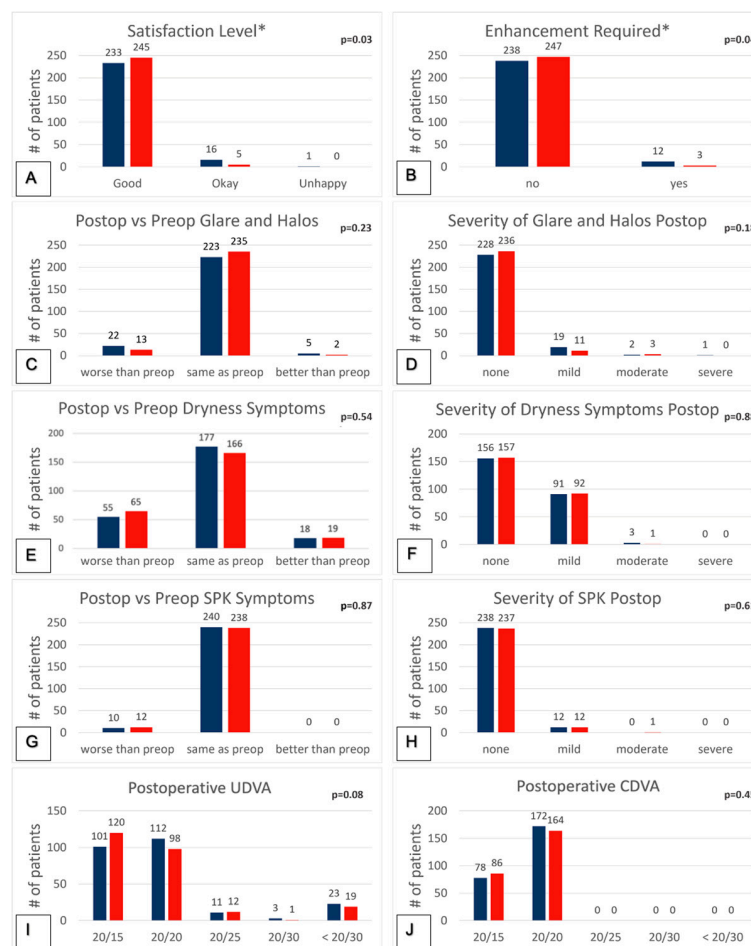 Satisfaction Level*
p=0.03
# of patients
250
200
150
100
50
0
233 245
16 5
1 0
Good Okay Unhappy
A
Enhancement Required*
# of patients
250
200
150
100
50
0
238 247
12 3
no yes
B
Postop vs Preop Glare and Halos
p=0.23
# of patients
250
200
150
100
50
0
22 13
223 235
5 2
worse than preop same as preop better than preop
C
Severity of Glare and Halos Postop
# of patients
250
200
150
100
50
0
228 236
19 11
2 3
1 0
none mild moderate severe
D
Postop vs Preop Dryness Symptoms
p=0.54
# of patients
200
150
100
50
0
55 65
177 166
18 19
worse than preop same as preop better than preop
E
Severity of Dryness Symptoms Postop
# of patients
200
150
100
50
0
156 157
91 92
3 1
0 0
none mild moderate severe
F
Postop vs Preop SPK Symptoms
p=0.87
# of patients
250
200
150
100
50
0
10 12
240 238
0 0
worse than preop same as preop better than preop
G
Severity of SPK Postop
# of patients
250
200
150
100
50
0
238 237
12 12
0 1
0 0
none mild moderate severe
H
Postoperative UDVA
p=0.08
# of patients
150
100
50
0
101 120
112 98
11 12
3 1
23 19
20/15 20/20 20/25 20/30 < 20/30
I
Postoperative CDVA
# of patients
200
150
100
50
0
78 86
172 164
0 0
0 0
0 0
20/15 20/20 20/25 20/30 < 20/30
J